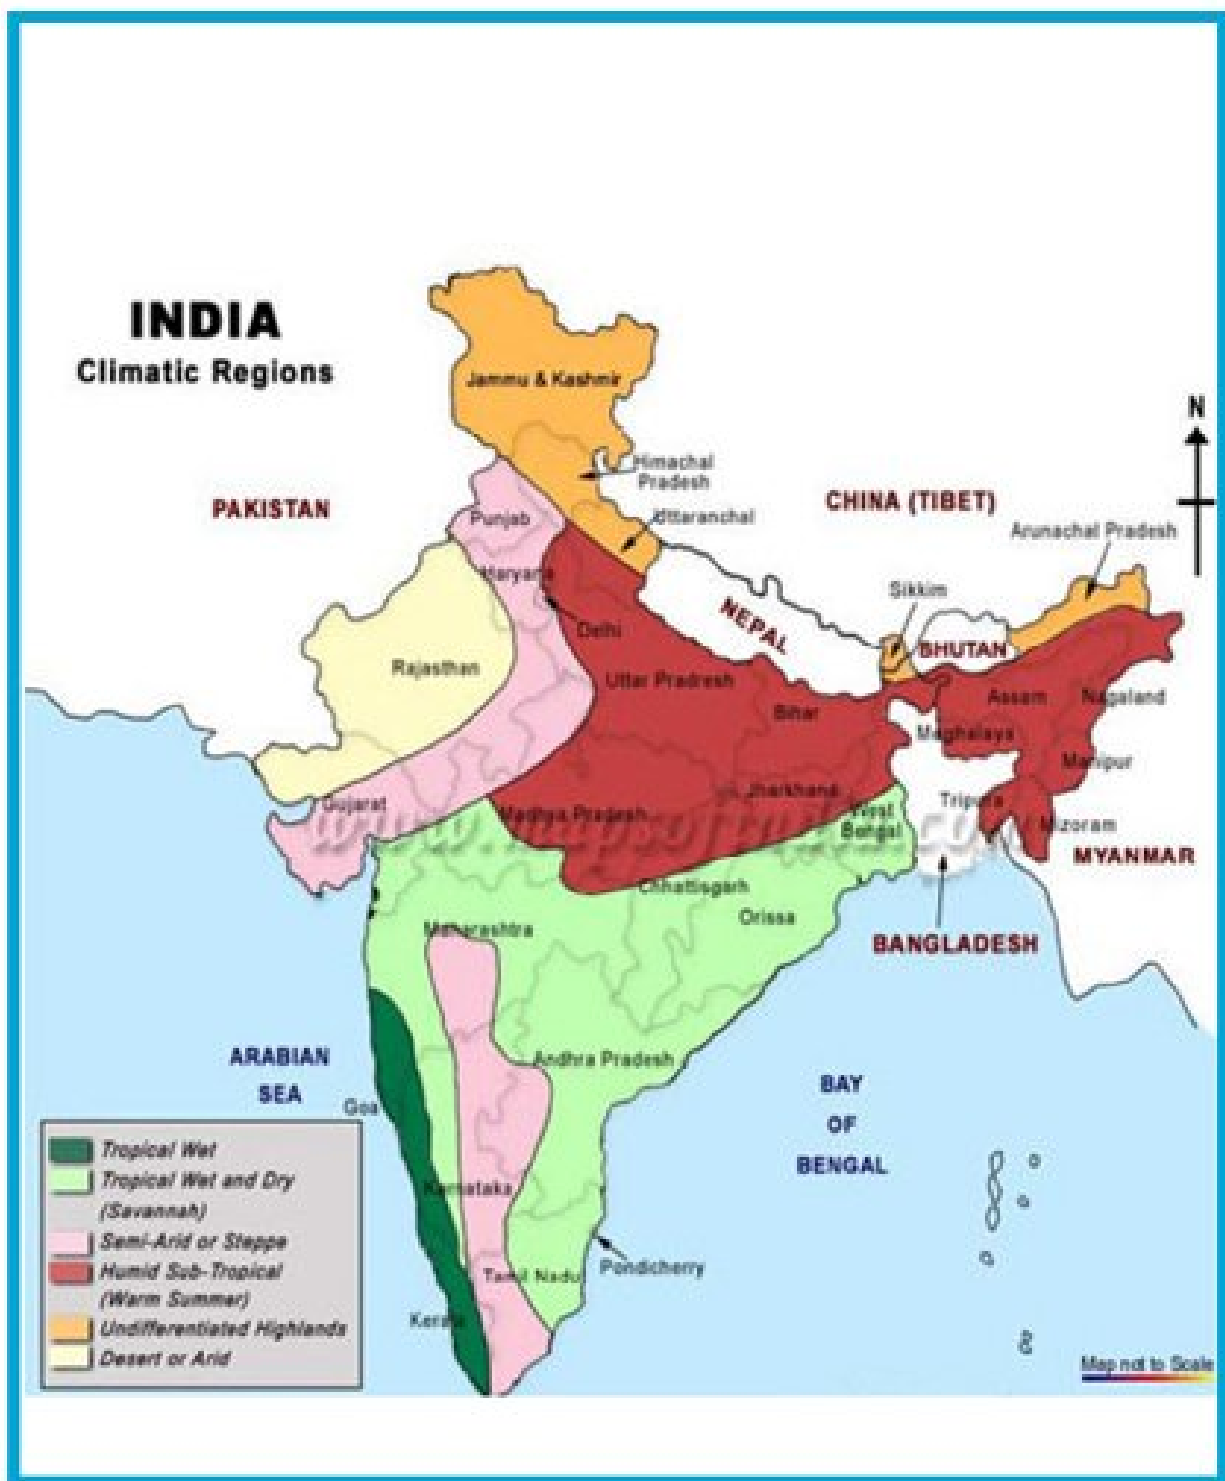 INDIA
Climatic Regions
Jammu & Kashmir
N
Himachal
Pradesh
PAKISTAN
Punjab
Uttaranchal
CHINA (TIBET)
Arunachal Pradesh
Haryana
Sikkim
NEPAL
Delhi
BHUTAN
Rajasthan
Uttar Pradresh
Assam
Nagaland
Bihar
Meghalaya
Manipur
Gujarat
Madhya Pradesh
Jharkhand
West
Bengal
Tripura
Mizoram
MYANMAR
Chhattisgarh
Orissa
Maharashtra
BANGLADESH
ARABIAN
SEA
Andhra Pradesh
BAY
OF
BENGAL
Goa
Karnataka
Tamil Nadu
Pondicherry
Kerala
Tropical Wet
Tropical Wet and Dry
(Savannah)
Semi-Arid or Steppe
Humid Sub-Tropical
(Warm Summer)
Undifferentiated Highlands
Desert or Arid
Map not to Scale